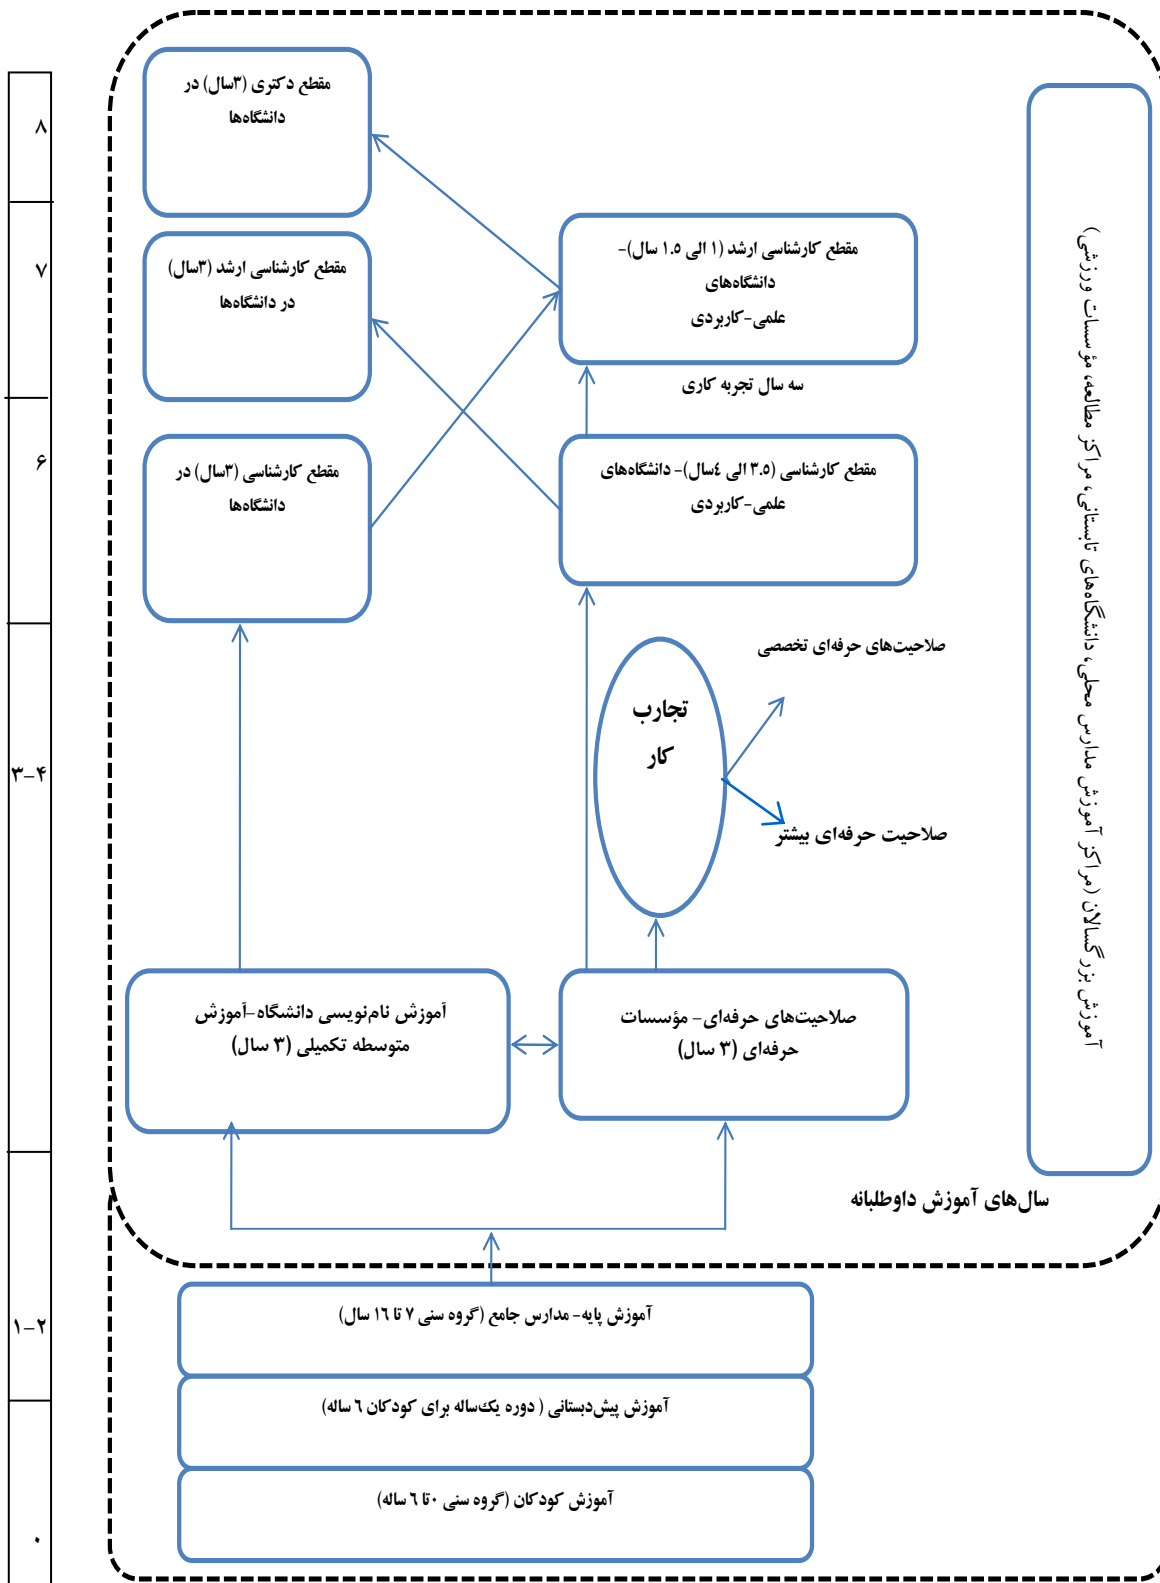 مقطع دکتری (۳سال) در
دانشگاه‌ها
۸
مقطع کارشناسی ارشد (۱ الی ۱.۵ سال)-
دانشگاه‌های
علمی-کاربردی
مقطع کارشناسی ارشد (۳سال)
در دانشگاه‌ها
۷
سه سال تجربه کاری
مقطع کارشناسی (۳.۵ الی ٤سال)- دانشگاه‌های
علمی-کاربردی
مقطع کارشناسی (۳سال) در
دانشگاه‌ها
۶
آموزش بزرگسالان (مراکز آموزش مدارس محلی، دانشگاه‌های تابستانی، مراکز مطالعه، مؤسسات ورزشی)
صلاحیت‌های حرفه‌ای تخصصی
تجارب
کار
صلاحیت حرفه‌ای بیشتر
۳-۴
صلاحیت‌های حرفه‌ای- مؤسسات
حرفه‌ای (۳ سال)
آموزش نام‌نویسی دانشگاه-آموزش
متوسطه تکمیلی (۳ سال)
سال‌های آموزش داوطلبانه
آموزش پایه- مدارس جامع (گروه سنی ۷ تا ۱٦ سال)
۱-۲
آموزش پیش‌دبستانی ( دوره یک‌ساله برای کودکان ٦ ساله)
آموزش کودکان (گروه سنی ۰تا ٦ ساله)
۰